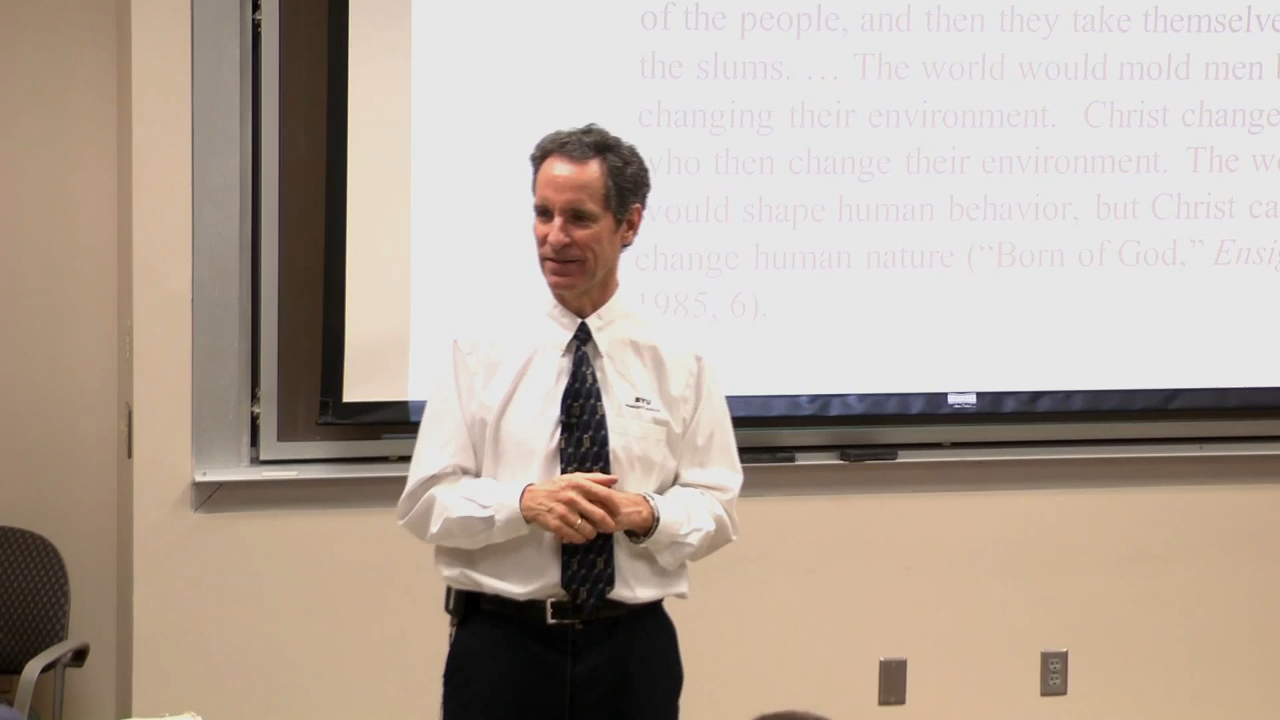 of the people, and then they take themselve
the slums. … The world would mold men b
changing their environment. Christ change
who then change their environment. The wo
would shape human behavior, but Christ ca
change human nature (“Born of God,” Ensig
1985, 6).
BYU